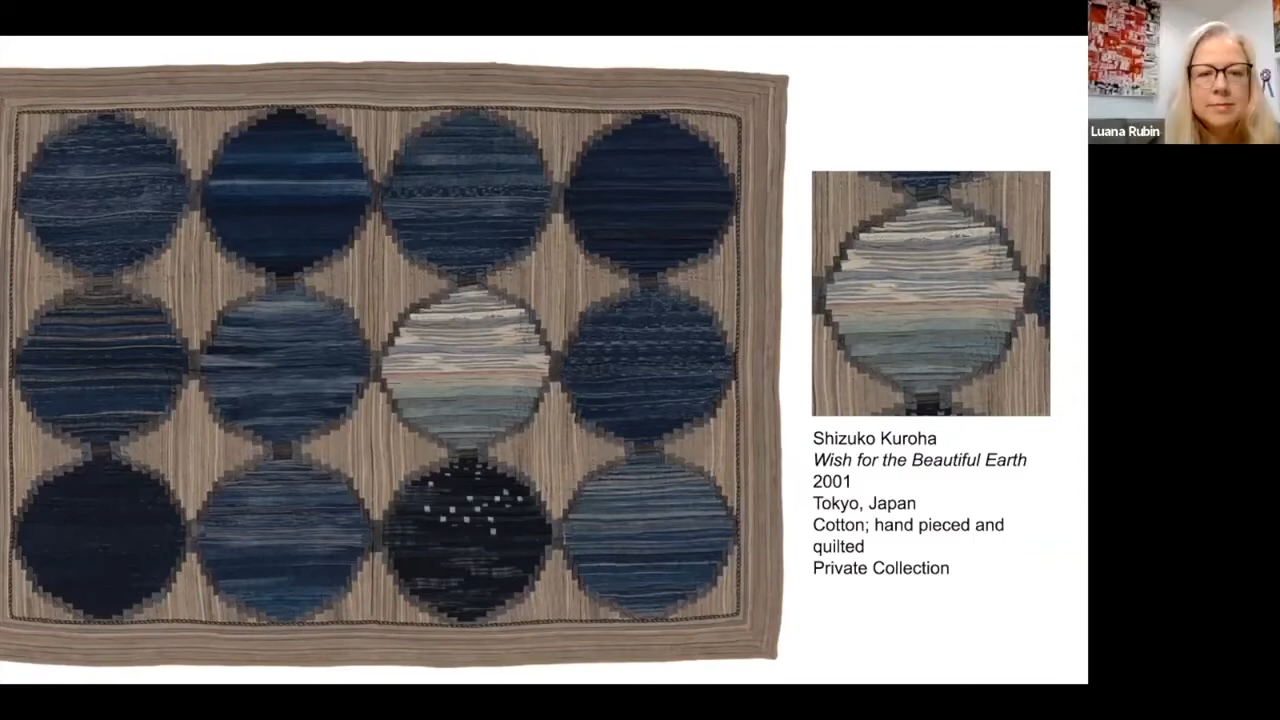 Luana Rubin
Shizuko Kuroha
Wish for the Beautiful Earth
2001
Tokyo, Japan
Cotton; hand pieced and
quilted
Private Collection